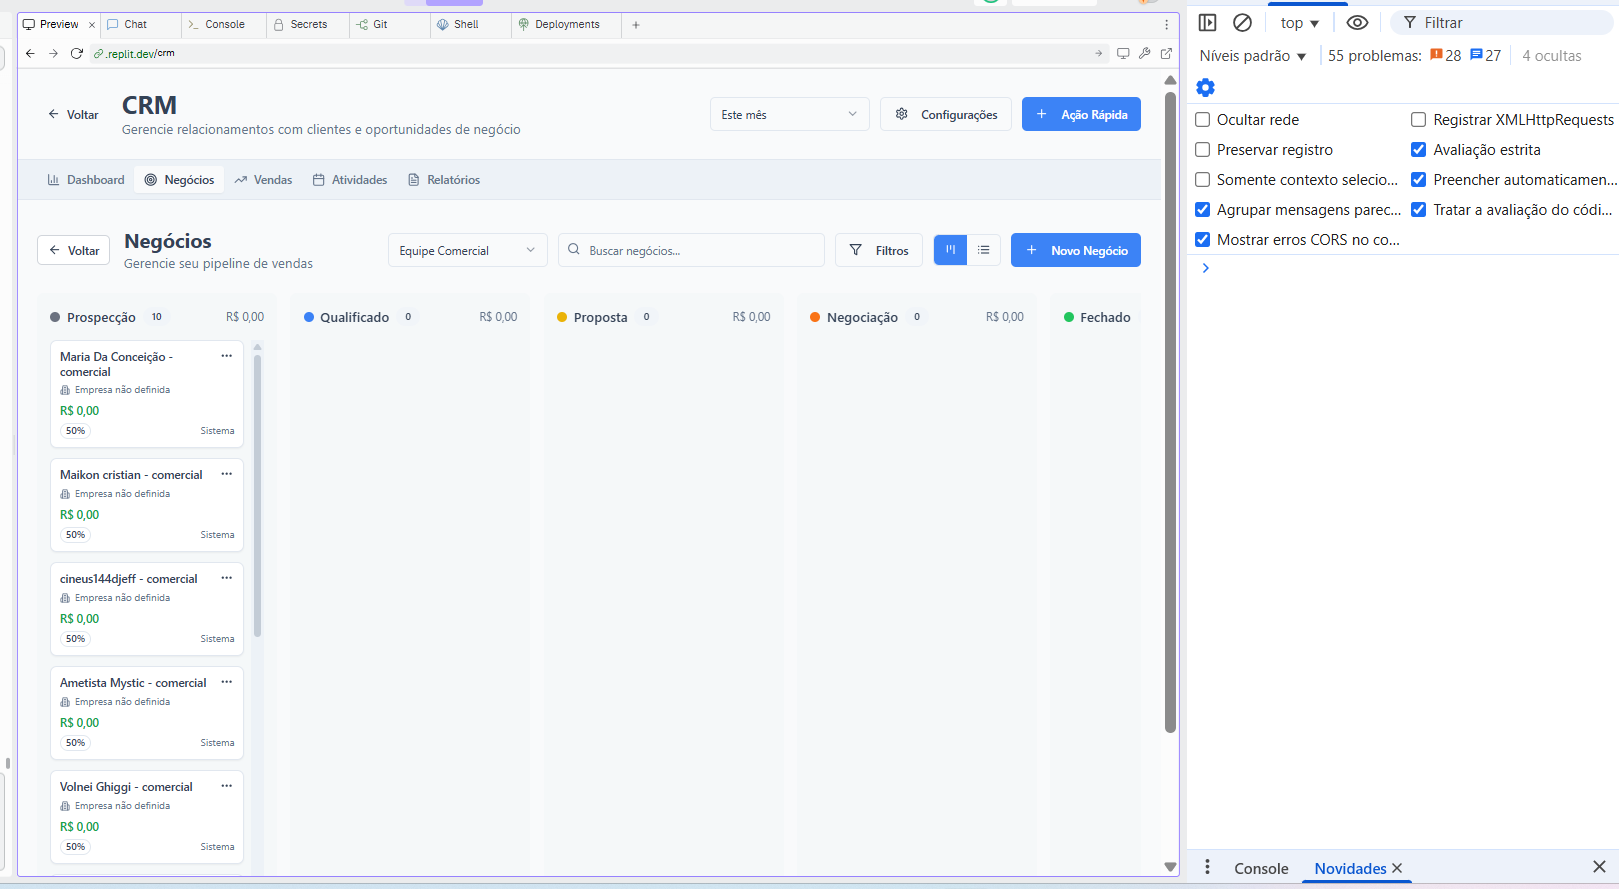 Preview
Chat
Console
Secrets
Git
Shell
Deployments
.replit.dev/crm
Voltar
CRM
Gerencie relacionamentos com clientes e oportunidades de negócio
Este mês
Configurações
Ação Rápida
Dashboard
Negócios
Vendas
Atividades
Relatórios
Voltar
Negócios
Gerencie seu pipeline de vendas
Equipe Comercial
Buscar negócios...
Filtros
Novo Negócio
Prospecção 10 R$ 0,00
Qualificado 0 R$ 0,00
Proposta 0 R$ 0,00
Negociação 0 R$ 0,00
Fechado
Maria Da Conceição -
comercial
Empresa não definida
R$ 0,00
50% Sistema
Maikon cristian - comercial
Empresa não definida
R$ 0,00
50% Sistema
cineus144djeff - comercial
Empresa não definida
R$ 0,00
50% Sistema
Ametista Mystic - comercial
Empresa não definida
R$ 0,00
50% Sistema
Volnei Ghiggi - comercial
Empresa não definida
R$ 0,00
50% Sistema
top
Filtrar
Níveis padrão
55 problemas: 28 27
4 ocultas
Ocultar rede
Registrar XMLHttpRequests
Preservar registro
Avaliação estrita
Somente contexto selecio...
Preencher automaticamen...
Agrupar mensagens parec...
Tratar a avaliação do códi...
Mostrar erros CORS no co...
Console
Novidades